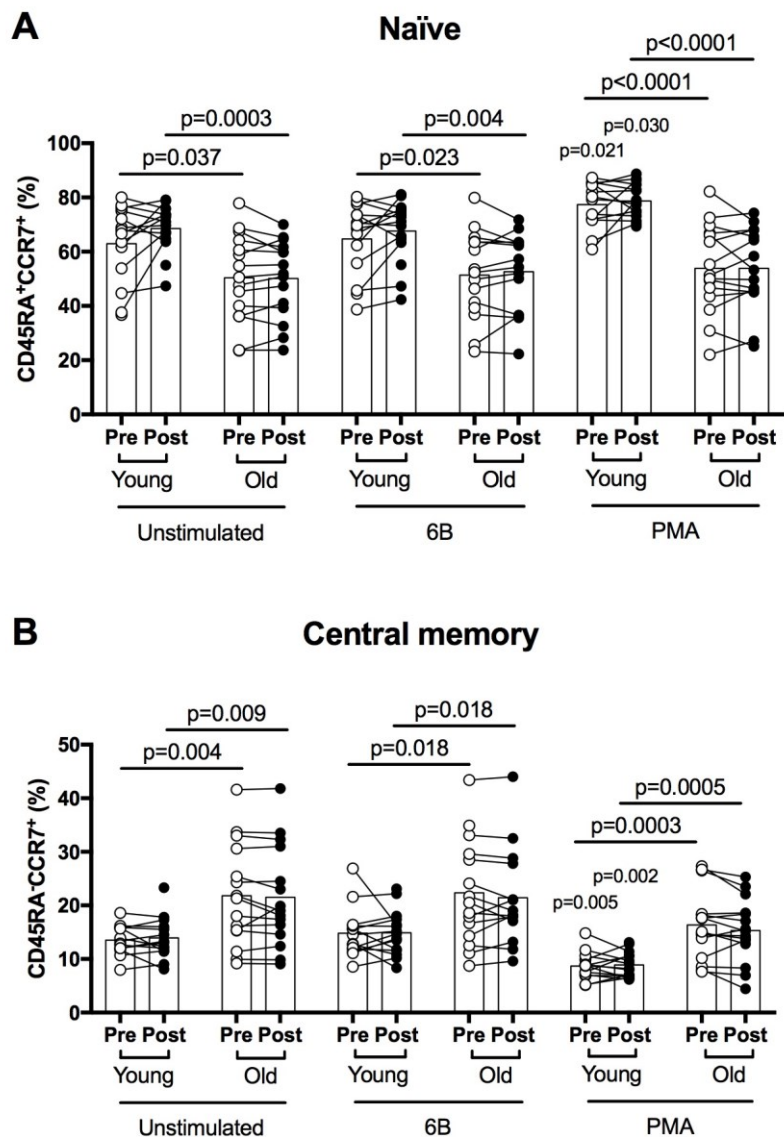 A
Naïve
p<0.0001
p<0.0001
p=0.0003
p=0.004
p=0.030
p=0.037
p=0.023
p=0.021
CD45RA⁺CCR7⁺ (%)
100
80
60
40
20
0
Pre Post Pre Post Pre Post Pre Post Pre Post Pre Post
Young Old Young Old Young Old
Unstimulated 6B PMA
B
Central memory
p=0.009
p=0.018
p=0.004
p=0.018
p=0.0005
p=0.0003
p=0.002
p=0.005
CD45RA⁻CCR7⁺ (%)
50
40
30
20
10
0
Pre Post Pre Post Pre Post Pre Post Pre Post Pre Post
Young Old Young Old Young Old
Unstimulated 6B PMA